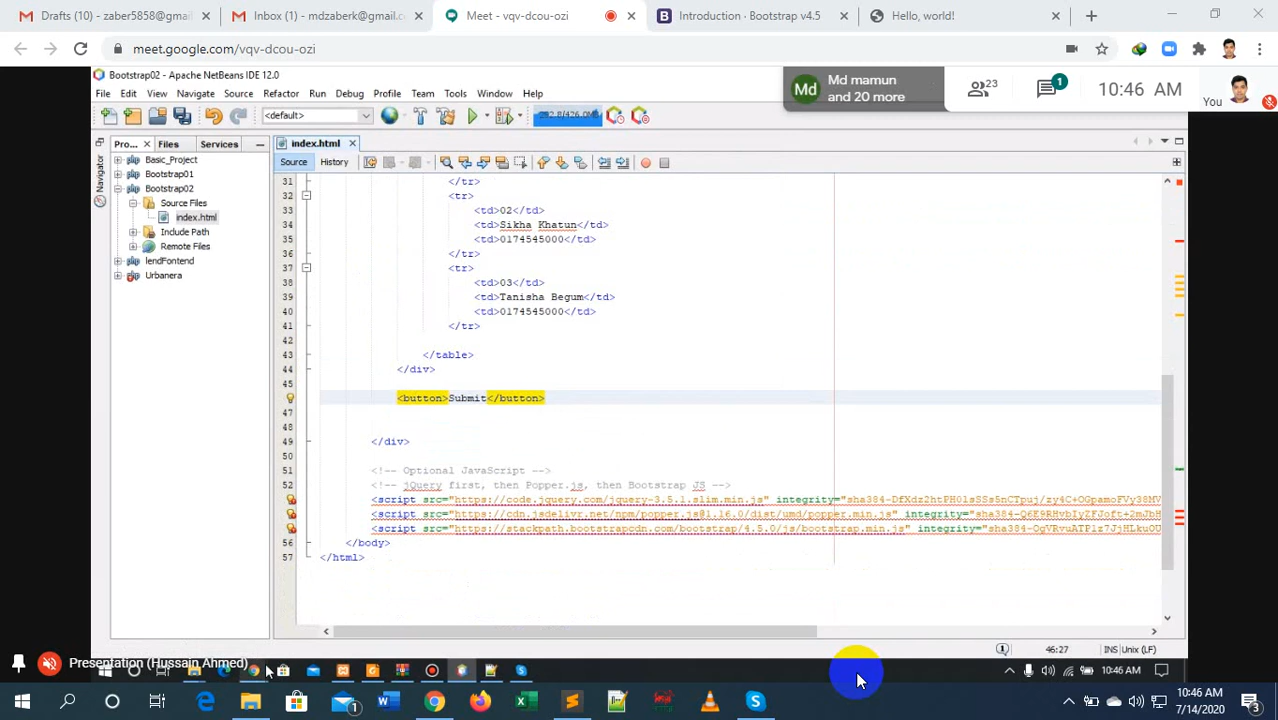 Drafts (10) - zaber5858@gmail
Inbox (1) - mdzaberk@gmail.co
Meet - vqv-dcou-ozi
Introduction · Bootstrap v4.5
Hello, world!
meet.google.com/vqv-dcou-ozi
Bootstrap02 - Apache NetBeans IDE 12.0
Md mamun
and 20 more
Md
23
1
10:46 AM
You
File Edit View Navigate Source Refactor Run Debug Profile Team Tools Window Help
<default>
Pro... Files Services
index.html
Source History
Navigator
Basic_Project
Bootstrap01
Bootstrap02
Source Files
index.html
Include Path
Remote Files
lendFontend
Urbanera
31 </tr>
32 <tr>
33 <td>02</td>
34 <td>Sikha Khatun</td>
35 <td>0174545000</td>
36 </tr>
37 <tr>
38 <td>03</td>
39 <td>Tanisha Begum</td>
40 <td>0174545000</td>
41 </tr>
42
43 </table>
44 </div>
45
<button>Submit</button>
47
48
49 </div>
50
51 <!-- Optional JavaScript -->
52 <!-- jQuery first, then Popper.js, then Bootstrap JS -->
<script src="https://code.jquery.com/jquery-3.5.1.slim.min.js" integrity="
<script src="https://cdn.jsdelivr.net/npm/popper.js@1.16.0/dist/umd/popper.min.js" integrity="
<script src="https://stackpath.bootstrapcdn.com/bootstrap/4.5.0/js/bootstrap.min.js" integrity="
56 </body>
57 </html>
46:27
INS Unix (LF)
Presentation (Hussain Ahmed)
10:46 AM
10:46 AM
7/14/2020